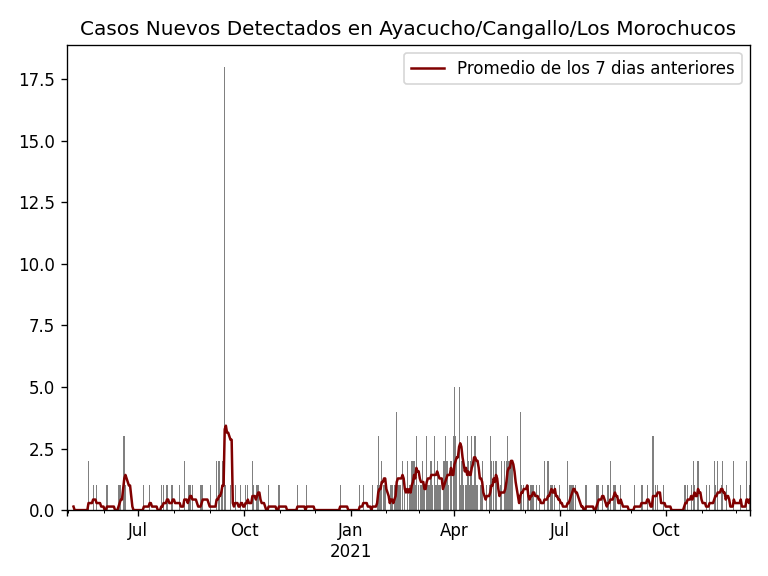 Casos Nuevos Detectados en Ayacucho/Cangallo/Los Morochucos
Promedio de los 7 dias anteriores
17.5
15.0
12.5
10.0
7.5
5.0
2.5
0.0
Jul
Oct
Jan
Apr
Jul
Oct
2021